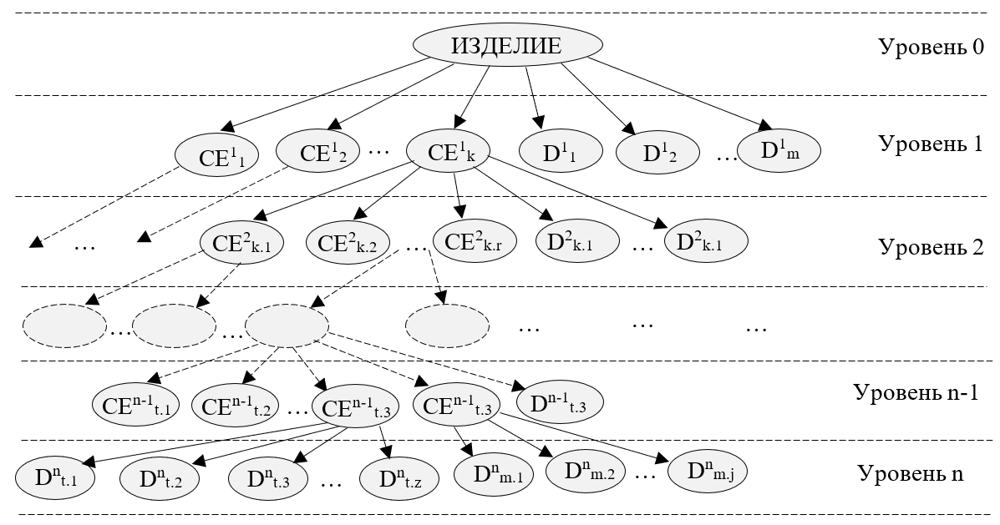 ИЗДЕЛИЕ Уровень 0
CE¹₁ CE¹₂ … CE¹ₖ D¹₁ D¹₂ … D¹ₘ Уровень 1
… CE²k.1 CE²k.2 … CE²k.r D²k.1 … D²k.1 Уровень 2
… … … … …
CEⁿ⁻¹t.1 CEⁿ⁻¹t.2 … CEⁿ⁻¹t.3 CEⁿ⁻¹t.3 Dⁿ⁻¹t.3 Уровень n-1
Dⁿt.1 Dⁿt.2 Dⁿt.3 … Dⁿt.z Dⁿm.1 Dⁿm.2 … Dⁿm.j Уровень n